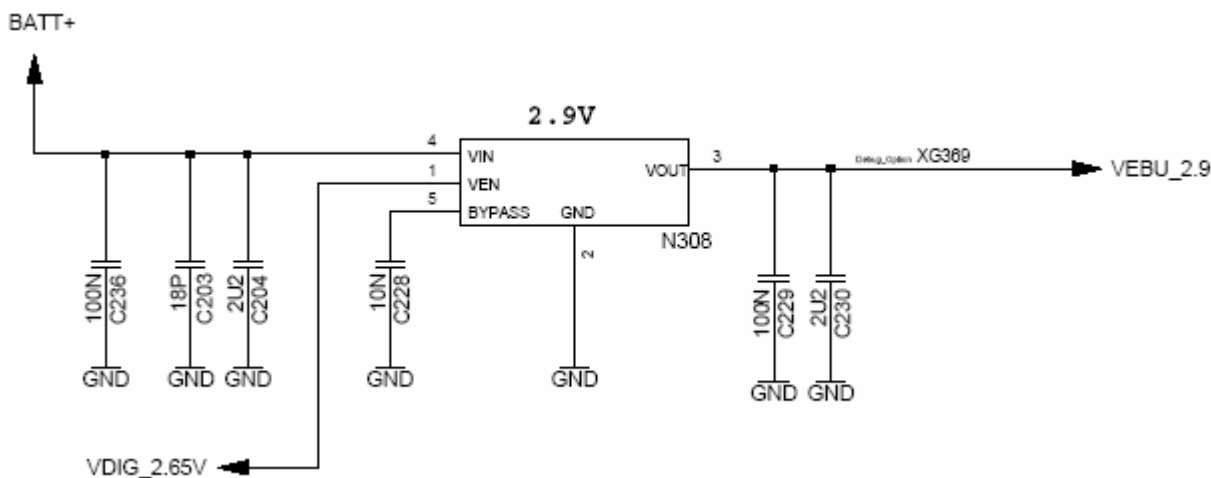 BATT+
2.9V
4
VIN
1
VEN
5
BYPASS
GND
VOUT
3
Debug_Option XG369
VEBU_2.9
N308
2
100N
C236
18P
C203
2U2
C204
10N
C228
100N
C229
2U2
C230
GND
GND
GND
GND
GND
GND
GND
VDIG_2.65V